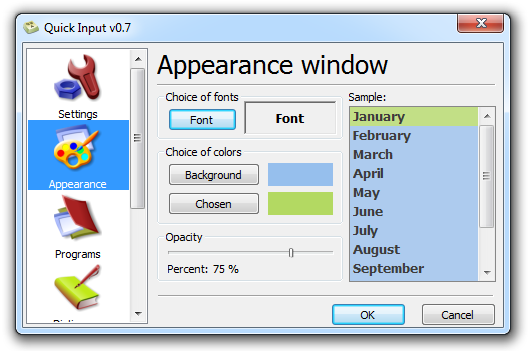 Quick Input v0.7
Settings
Appearance
Programs
Appearance window
Choice of fonts
Font
Font
Choice of colors
Background
Chosen
Opacity
Percent: 75 %
Sample:
January
February
March
April
May
June
July
August
September
OK
Cancel